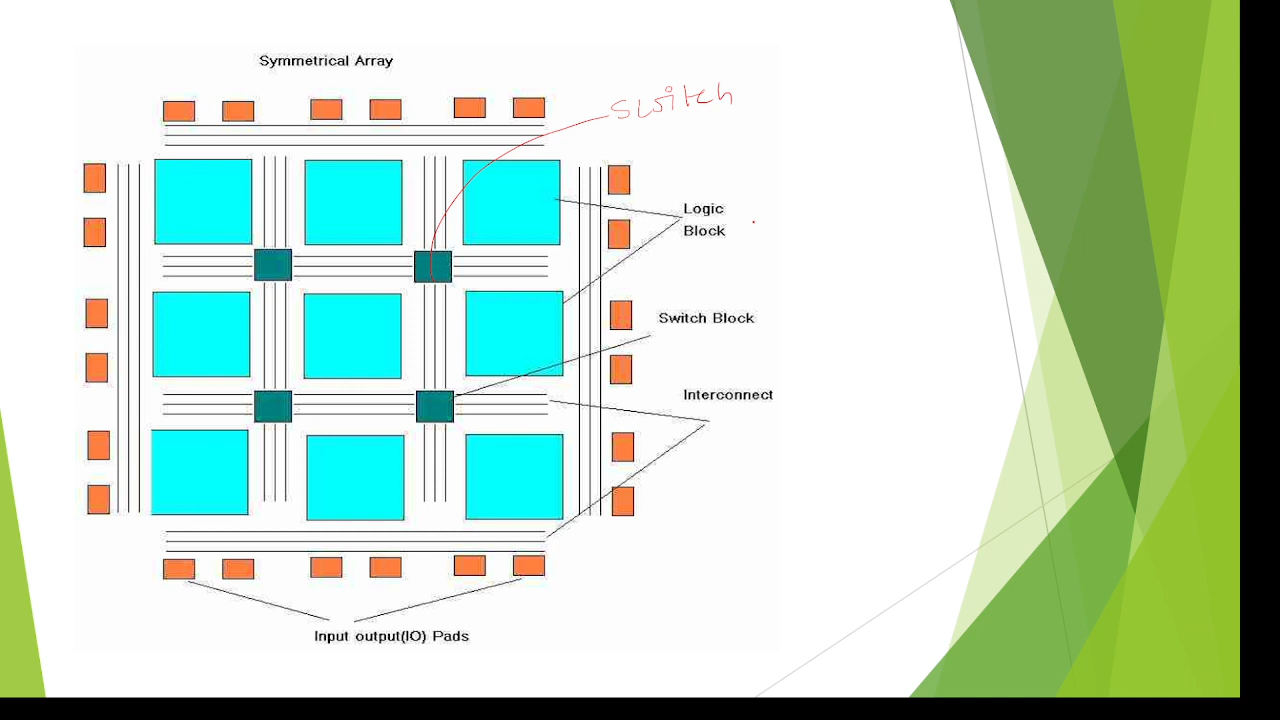 Symmetrical Array
switch
Logic
Block
Switch Block
Interconnect
Input output(IO) Pads